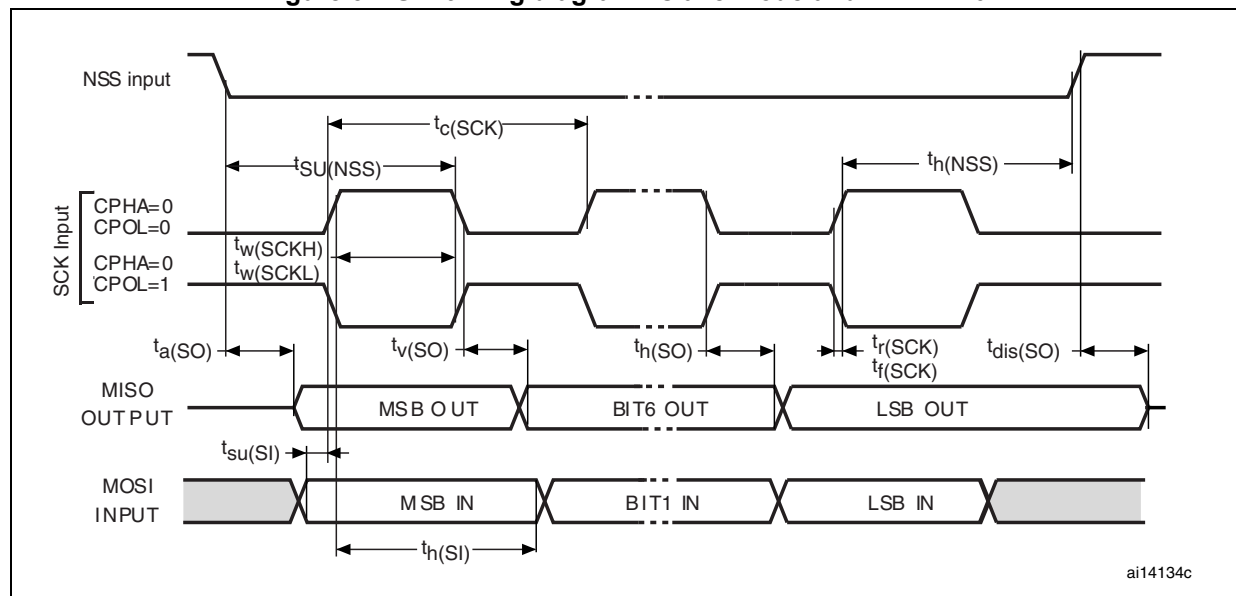 NSS input
tc(SCK)
tSU(NSS)
th(NSS)
SCK Input
CPHA=0
CPOL=0
tw(SCKH)
tw(SCKL)
CPHA=0
CPOL=1
ta(SO)
tv(SO)
th(SO)
tr(SCK)
tf(SCK)
tdis(SO)
MISO
OUTPUT
MSB OUT
BIT6 OUT
LSB OUT
tsu(SI)
MOSI
INPUT
MSB IN
BIT1 IN
LSB IN
th(SI)
ai14134c